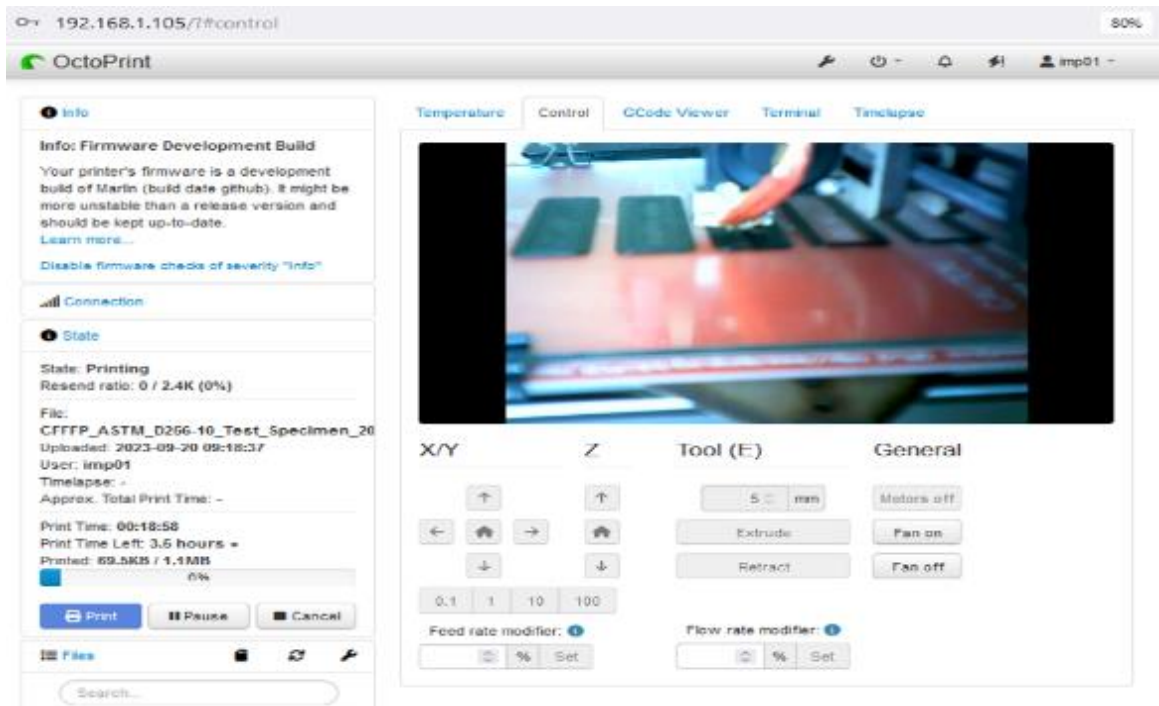 192.168.1.105/?#control
80%
OctoPrint
imp01
Info
Info: Firmware Development Build
Your printer's firmware is a development
build of Marlin (build date github). It might be
more unstable than a release version and
should be kept up-to-date.
Learn more...
Disable firmware checks of severity "Info"
Connection
State
State: Printing
Resend ratio: 0 / 2.4K (0%)
File:
CFFFP_ASTM_D256-10_Test_Specimen_20
Uploaded: 2023-09-20 09:18:37
User: imp01
Timelapse: -
Approx. Total Print Time: -
Print Time: 00:18:58
Print Time Left: 3.5 hours
Printed: 69.5KB / 1.1MB
6%
Print
Pause
Cancel
Files
Search...
Temperature
Control
GCode Viewer
Terminal
Timelapse
X/Y
Z
Tool (E)
General
5 mm
Motors off
Extrude
Fan on
Retract
Fan off
0.1 1 10 100
Feed rate modifier:
% Set
Flow rate modifier:
% Set